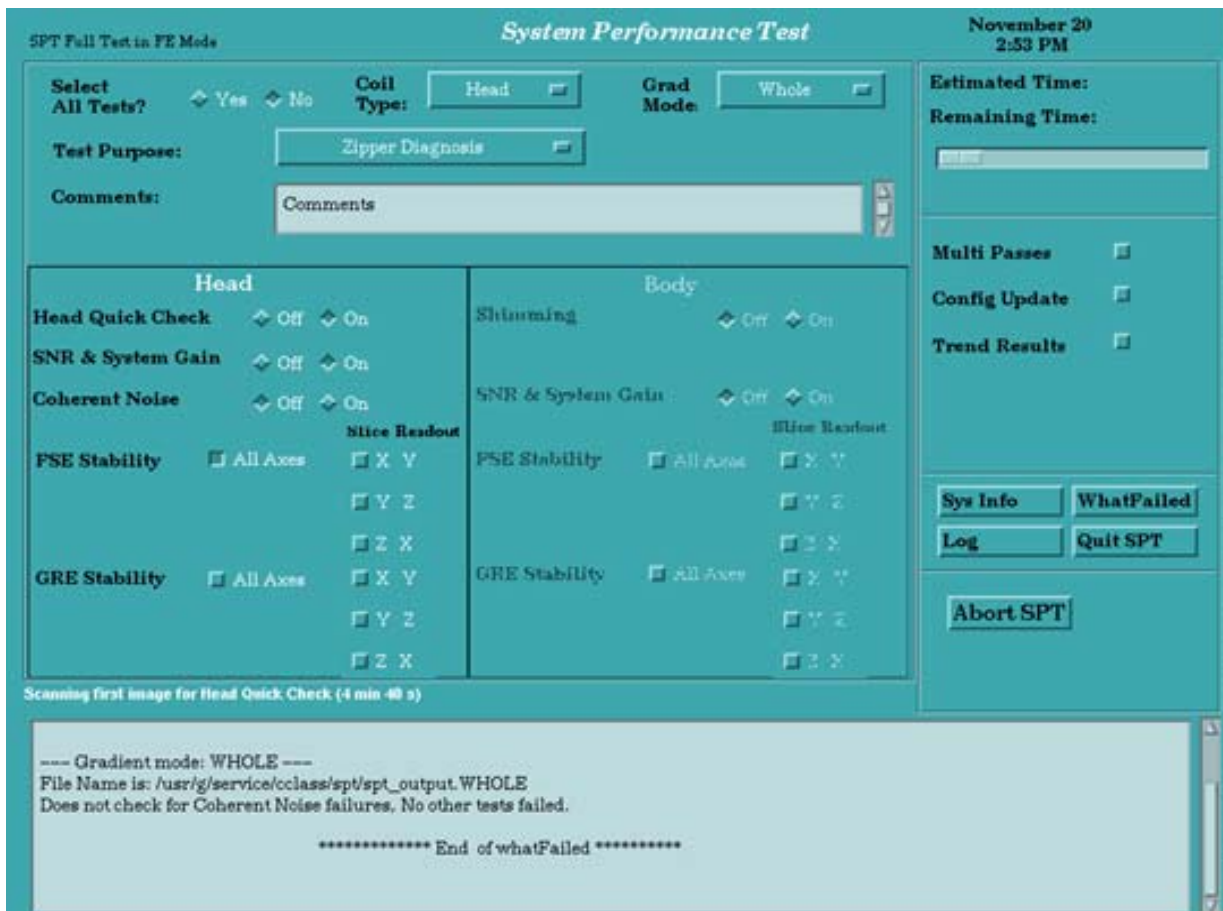 SPT Full Test in FE Mode
System Performance Test
November 20
2:53 PM
Select
All Tests?
Yes No
Coil
Type:
Head
Grad
Mode:
Whole
Test Purpose:
Zipper Diagnosis
Comments:
Comments
Estimated Time:
Remaining Time:
Multi Passes
Config Update
Trend Results
Sys Info WhatFailed
Log Quit SPT
Abort SPT
Head
Head Quick Check Off On
SNR & System Gain Off On
Coherent Noise Off On
Slice Readout
FSE Stability All Axes X Y
Y Z
Z X
GRE Stability All Axes X Y
Y Z
Z X
Body
Shimming Off On
SNR & System Gain Off On
Slice Readout
FSE Stability All Axes X Y
Y Z
Z X
GRE Stability All Axes X Y
Y Z
Z X
Scanning first image for Head Quick Check (4 min 40 s)
--- Gradient mode: WHOLE ---
File Name is: /usr/g/service/cclass/spt/spt_output.WHOLE
Does not check for Coherent Noise failures, No other tests failed.
************* End of whatFailed **********